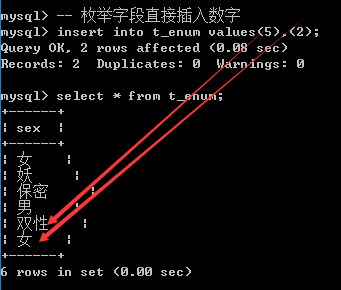 mysql> -- 枚举字段直接插入数字
mysql> insert into t_enum values(5),(2);
Query OK, 2 rows affected (0.08 sec)
Records: 2  Duplicates: 0  Warnings: 0
mysql> select * from t_enum;
+------+
| sex  |
+------+
| 女     |
| 妖     |
| 保密     |
| 男     |
| 双性     |
| 女     |
+------+
6 rows in set (0.00 sec)